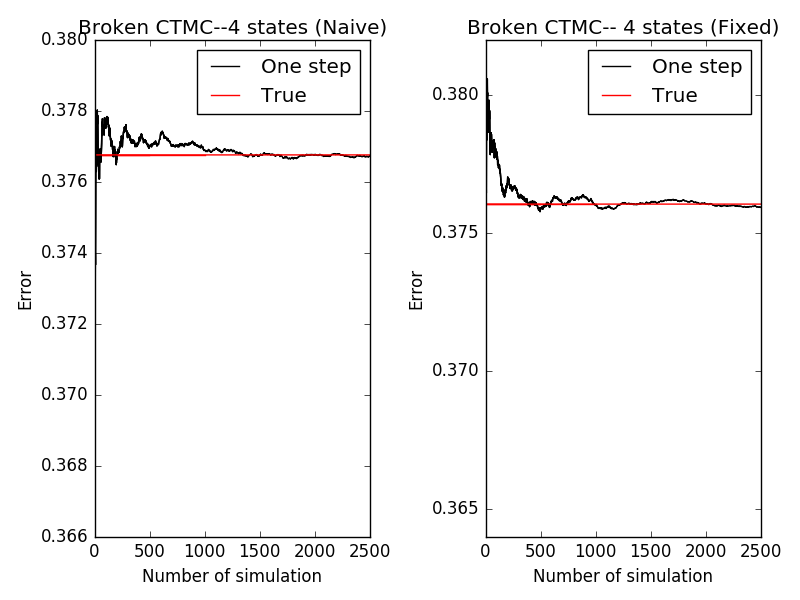 Broken CTMC--4 states (Naive)
0.380
0.378
0.376
0.374
0.372
0.370
0.368
0.366
Error
One step
True
0
500
1000
1500
2000
2500
Number of simulation
Broken CTMC-- 4 states (Fixed)
0.380
0.375
0.370
0.365
Error
One step
True
0
500
1000
1500
2000
2500
Number of simulation